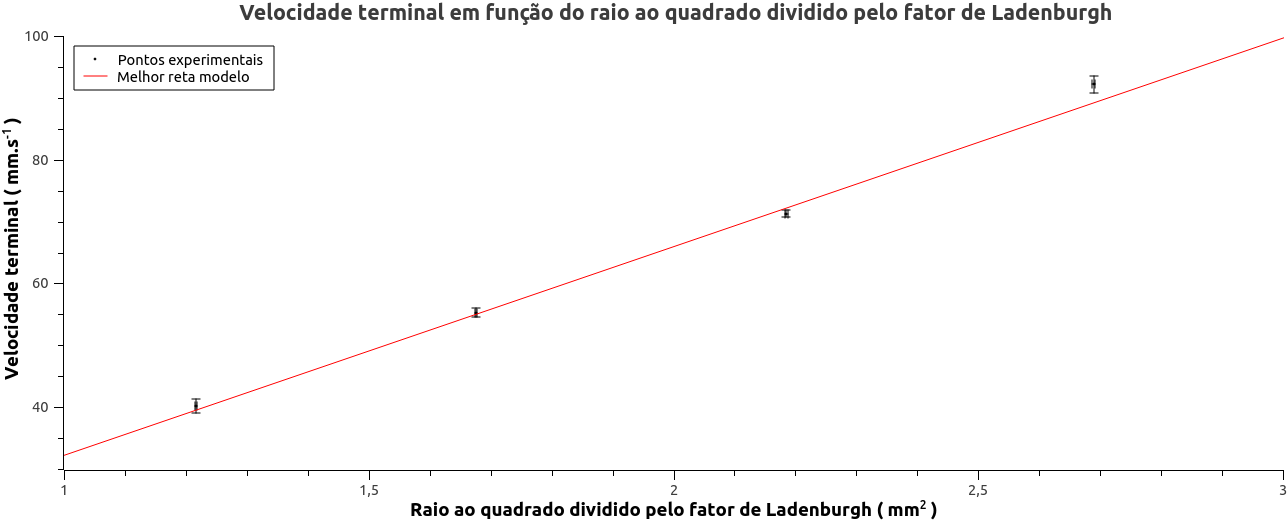 Velocidade terminal em função do raio ao quadrado dividido pelo fator de Ladenburgh
Pontos experimentais
Melhor reta modelo
Velocidade terminal ( mm.s⁻¹ )
100
80
60
40
1
1,5
2
2,5
3
Raio ao quadrado dividido pelo fator de Ladenburgh ( mm² )